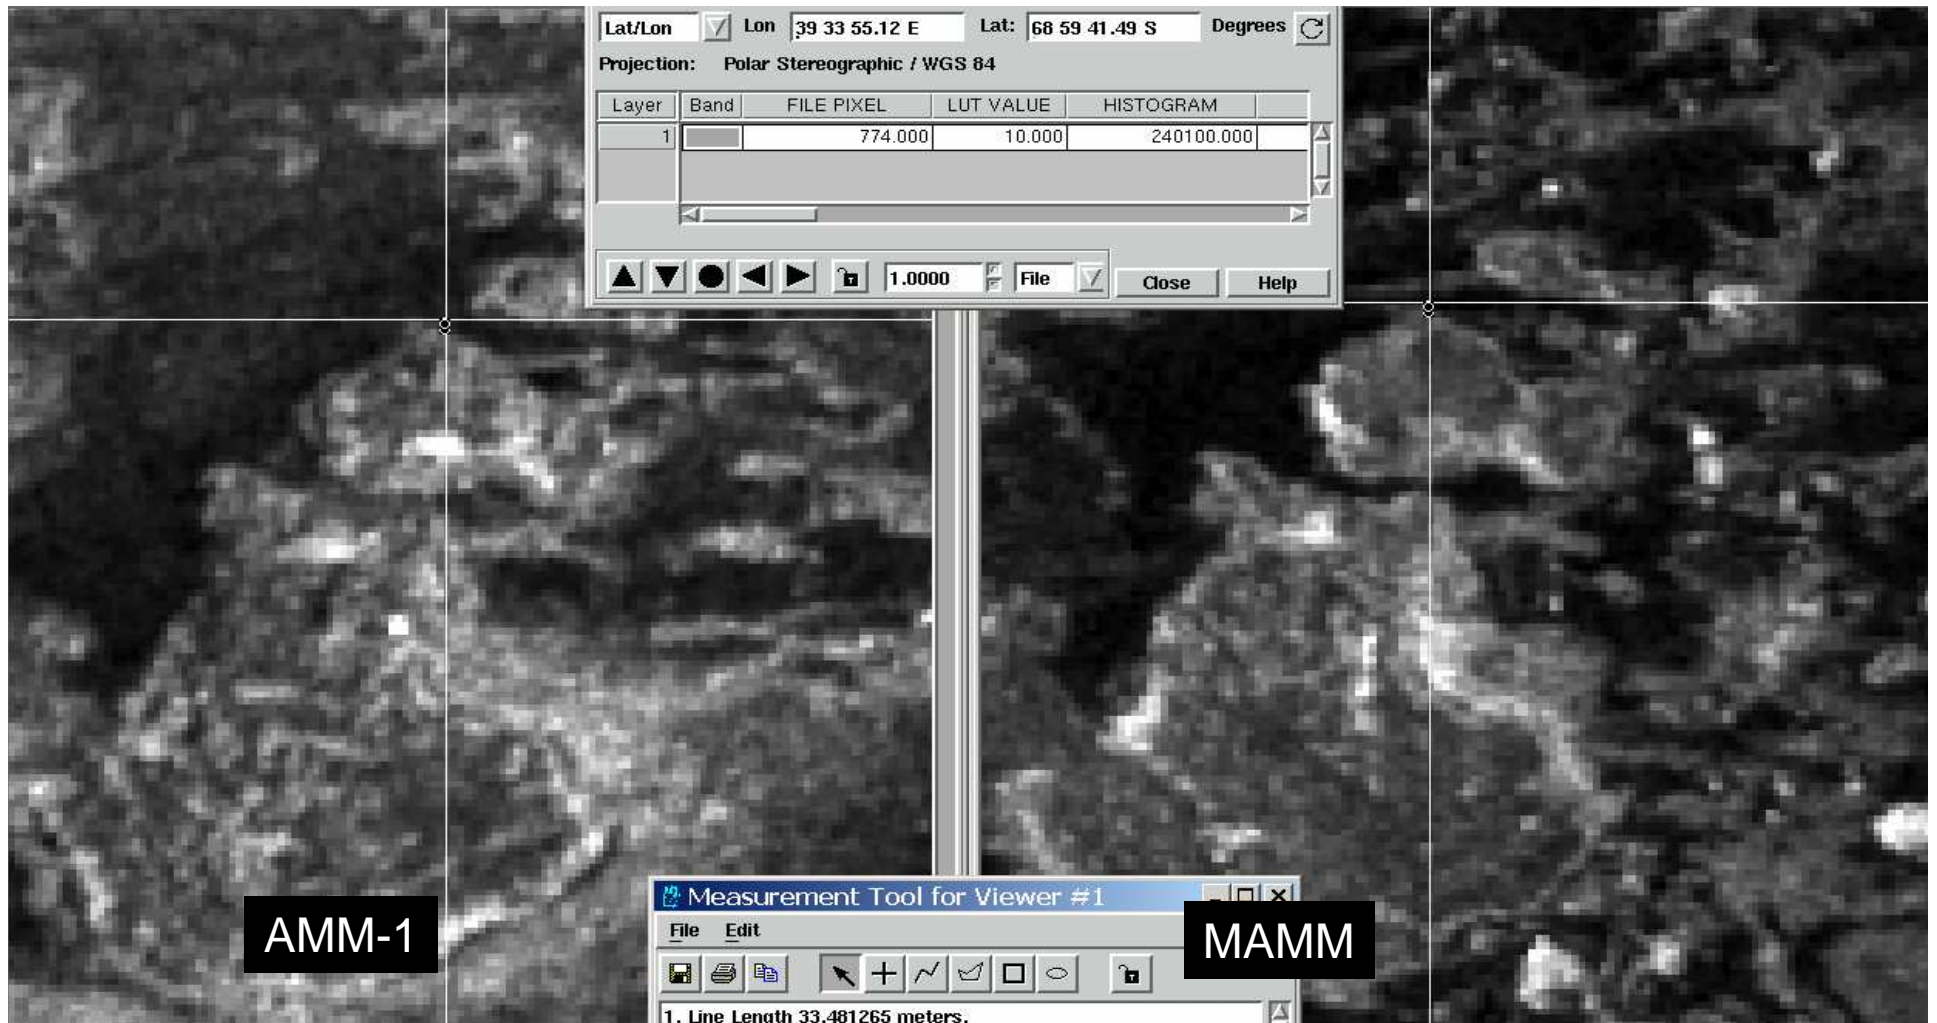 Lat/Lon Lon 39 33 55.12 E Lat: 68 59 41.49 S Degrees
Projection: Polar Stereographic / WGS 84
Layer Band FILE PIXEL LUT VALUE HISTOGRAM
1 774.000 10.000 240100.000
1.0000 File Close Help
Measurement Tool for Viewer #1
File Edit
AMM-1
MAMM
1. Line Length 33.481265 meters.